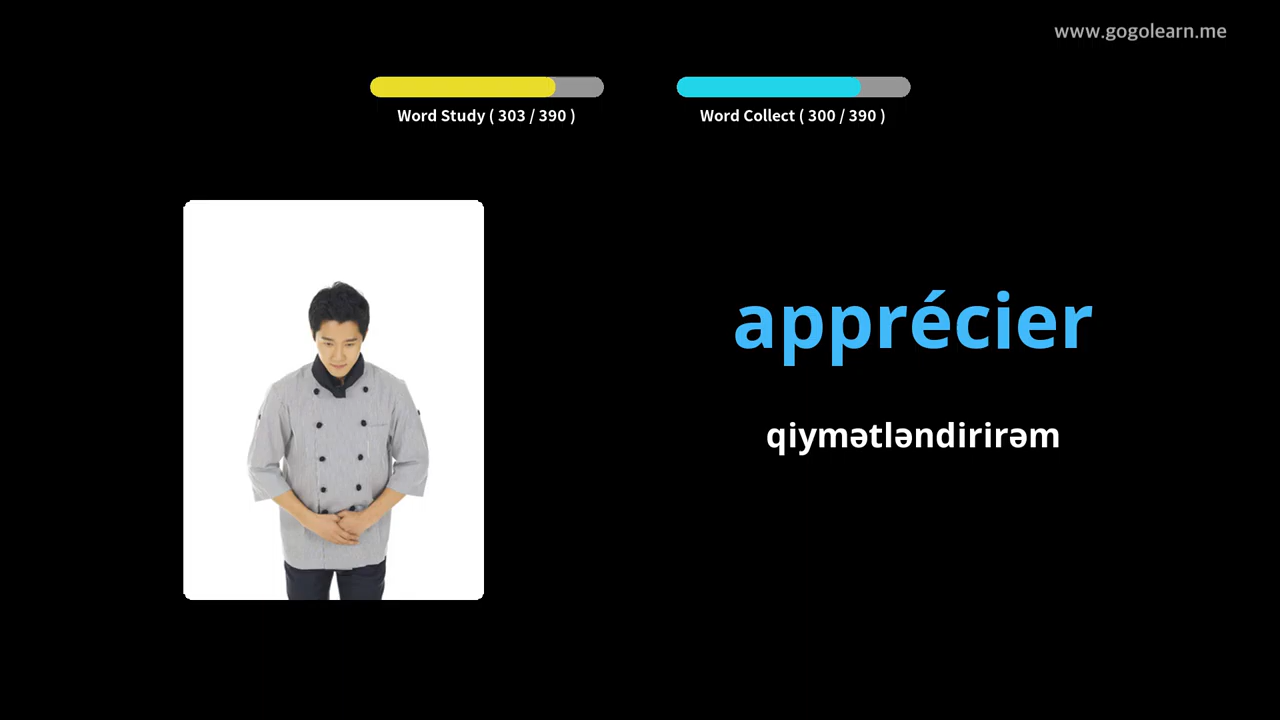 www.gogolearn.me
Word Study ( 303 / 390 )
Word Collect ( 300 / 390 )
apprécier
qiymətləndirirəm